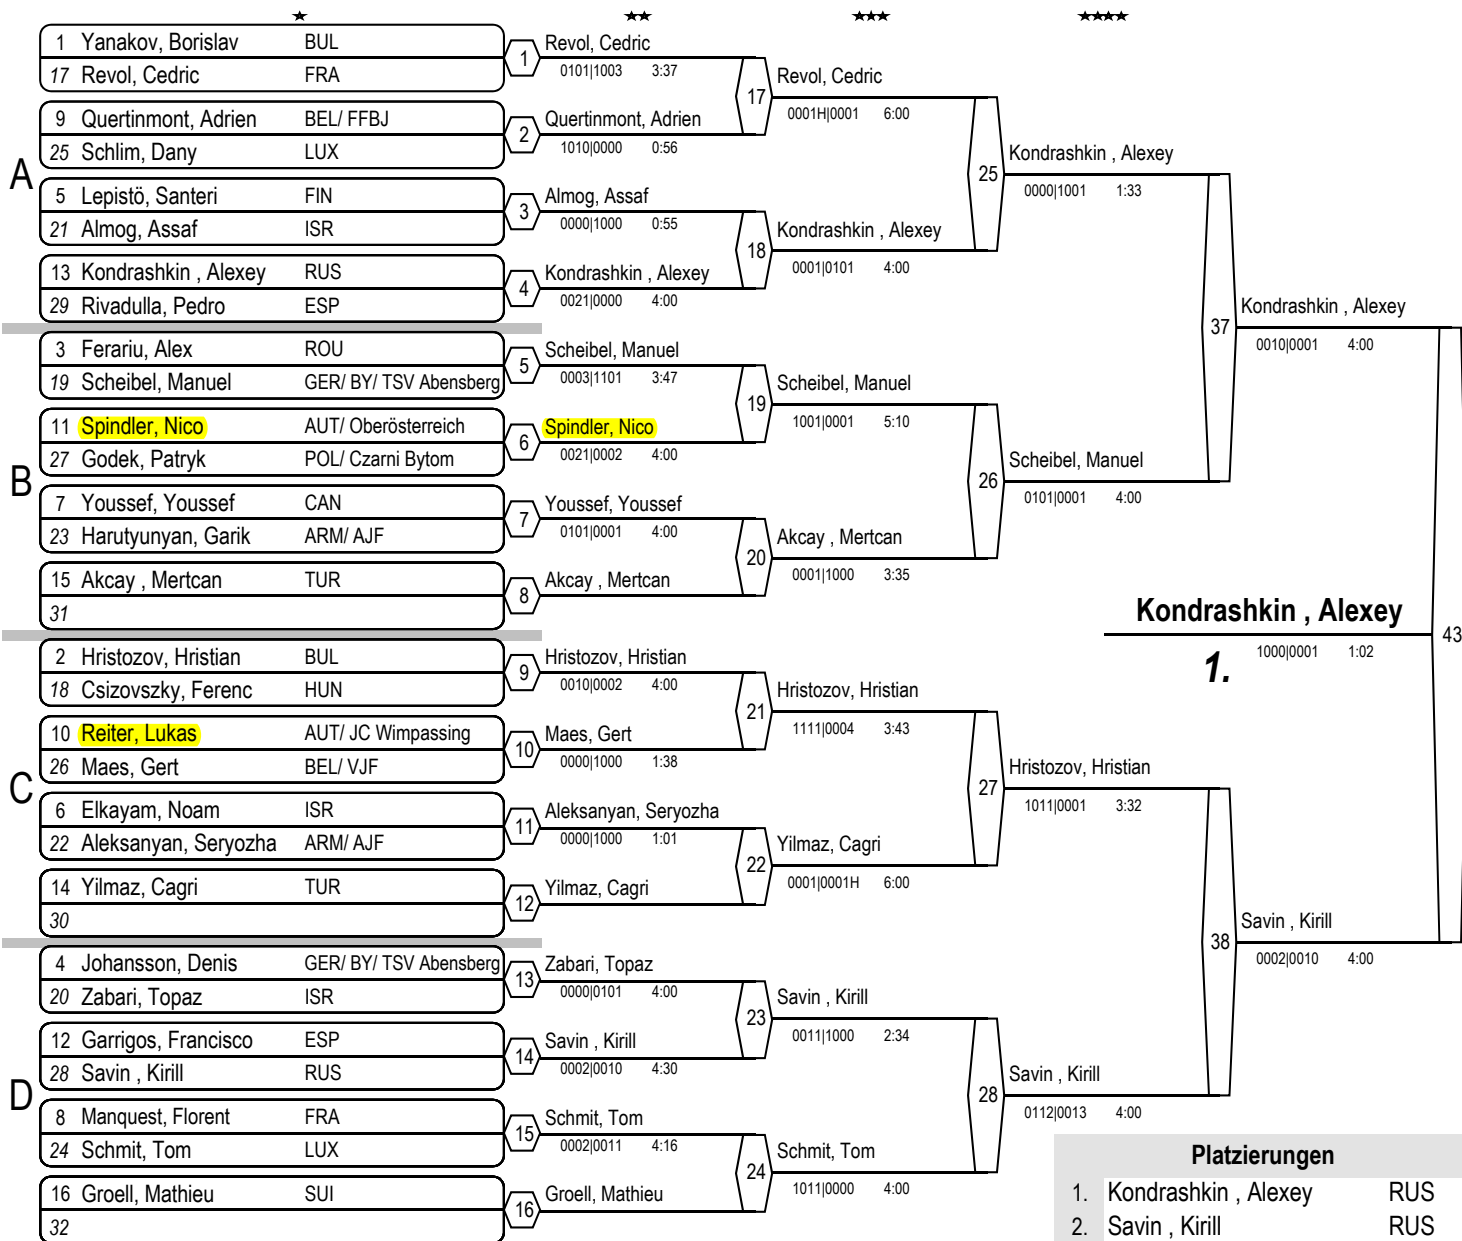 ★ ★★ ★★★ ★★★★
A
1 Yanakov, Borislav BUL
17 Revol, Cedric FRA
9 Quertinmont, Adrien BEL/ FFBJ
25 Schlim, Dany LUX
5 Lepistö, Santeri FIN
21 Almog, Assaf ISR
13 Kondrashkin , Alexey RUS
29 Rivadulla, Pedro ESP
B
3 Ferariu, Alex ROU
19 Scheibel, Manuel GER/ BY/ TSV Abensberg
11 Spindler, Nico AUT/ Oberösterreich
27 Godek, Patryk POL/ Czarni Bytom
7 Youssef, Youssef CAN
23 Harutyunyan, Garik ARM/ AJF
15 Akcay , Mertcan TUR
31
C
2 Hristozov, Hristian BUL
18 Csizovszky, Ferenc HUN
10 Reiter, Lukas AUT/ JC Wimpassing
26 Maes, Gert BEL/ VJF
6 Elkayam, Noam ISR
22 Aleksanyan, Seryozha ARM/ AJF
14 Yilmaz, Cagri TUR
30
D
4 Johansson, Denis GER/ BY/ TSV Abensberg
20 Zabari, Topaz ISR
12 Garrigos, Francisco ESP
28 Savin , Kirill RUS
8 Manquest, Florent FRA
24 Schmit, Tom LUX
16 Groell, Mathieu SUI
32
1 Revol, Cedric
0101|1003 3:37
2 Quertinmont, Adrien
1010|0000 0:56
3 Almog, Assaf
0000|1000 0:55
4 Kondrashkin , Alexey
0021|0000 4:00
5 Scheibel, Manuel
0003|1101 3:47
6 Spindler, Nico
0021|0002 4:00
7 Youssef, Youssef
0101|0001 4:00
8 Akcay , Mertcan
9 Hristozov, Hristian
0010|0002 4:00
10 Maes, Gert
0000|1000 1:38
11 Aleksanyan, Seryozha
0000|1000 1:01
12 Yilmaz, Cagri
13 Zabari, Topaz
0000|0101 4:00
14 Savin , Kirill
0002|0010 4:30
15 Schmit, Tom
0002|0011 4:16
16 Groell, Mathieu
17 Revol, Cedric
0001H|0001 6:00
18 Kondrashkin , Alexey
0001|0101 4:00
19 Scheibel, Manuel
1001|0001 5:10
20 Akcay , Mertcan
0001|1000 3:35
21 Hristozov, Hristian
1111|0004 3:43
22 Yilmaz, Cagri
0001|0001H 6:00
23 Savin , Kirill
0011|1000 2:34
24 Schmit, Tom
1011|0000 4:00
25 Kondrashkin , Alexey
0000|1001 1:33
26 Scheibel, Manuel
0101|0001 4:00
27 Hristozov, Hristian
1011|0001 3:32
28 Savin , Kirill
0112|0013 4:00
37 Kondrashkin , Alexey
0010|0001 4:00
38 Savin , Kirill
0002|0010 4:00
Kondrashkin , Alexey 43
1. 1000|0001 1:02
Platzierungen
1. Kondrashkin , Alexey RUS
2. Savin , Kirill RUS